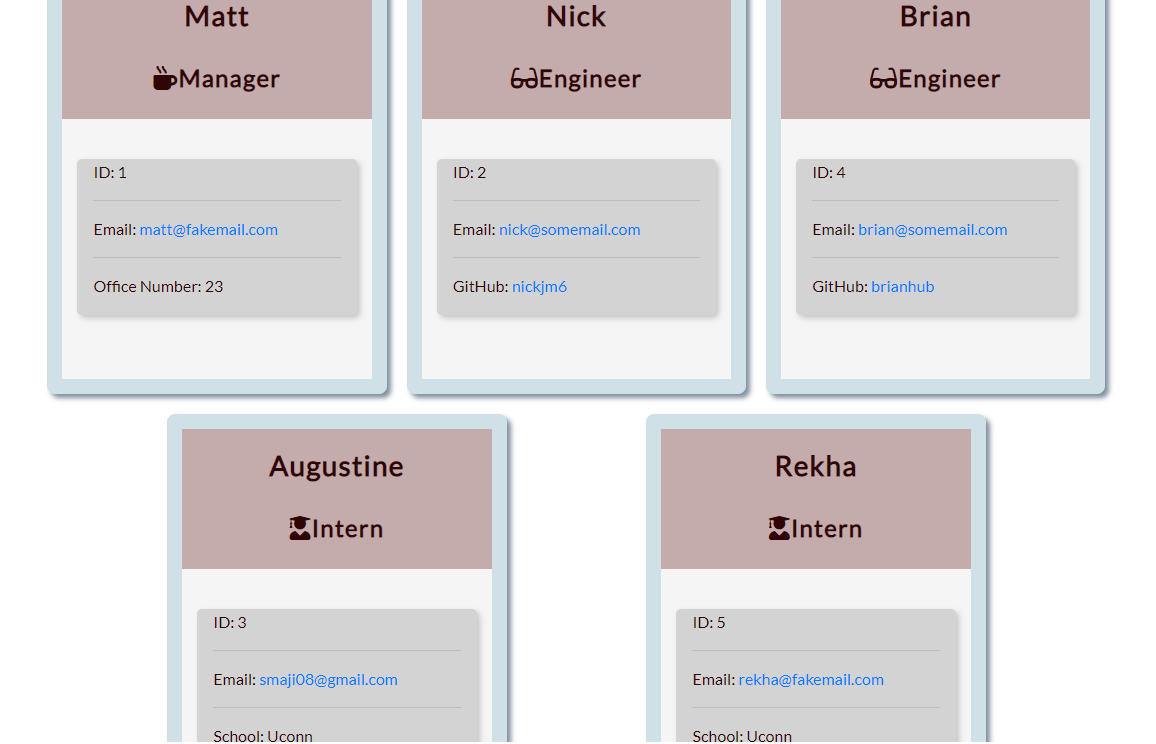 Matt
Manager
ID: 1
Email: matt@fakemail.com
Office Number: 23
Nick
Engineer
ID: 2
Email: nick@somemail.com
GitHub: nickjm6
Brian
Engineer
ID: 4
Email: brian@somemail.com
GitHub: brianhub
Augustine
Intern
ID: 3
Email: smaji08@gmail.com
School: Uconn
Rekha
Intern
ID: 5
Email: rekha@fakemail.com
School: Uconn